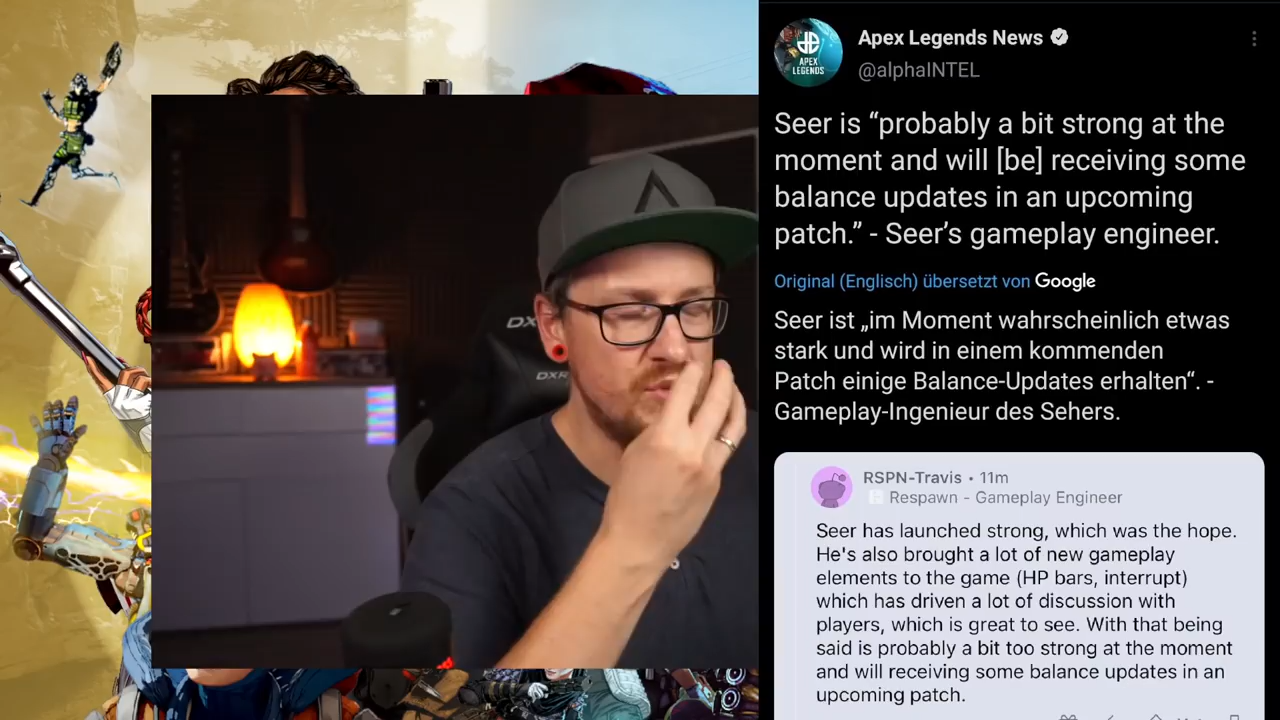 Apex Legends News
@alphaINTEL
APEX
LEGENDS
Seer is “probably a bit strong at the
moment and will [be] receiving some
balance updates in an upcoming
patch.” - Seer’s gameplay engineer.
Original (Englisch) übersetzt von Google
Seer ist „im Moment wahrscheinlich etwas
stark und wird in einem kommenden
Patch einige Balance-Updates erhalten“. -
Gameplay-Ingenieur des Sehers.
RSPN-Travis • 11m
Respawn - Gameplay Engineer
Seer has launched strong, which was the hope.
He's also brought a lot of new gameplay
elements to the game (HP bars, interrupt)
which has driven a lot of discussion with
players, which is great to see. With that being
said is probably a bit too strong at the moment
and will receiving some balance updates in an
upcoming patch.
DX
DXR